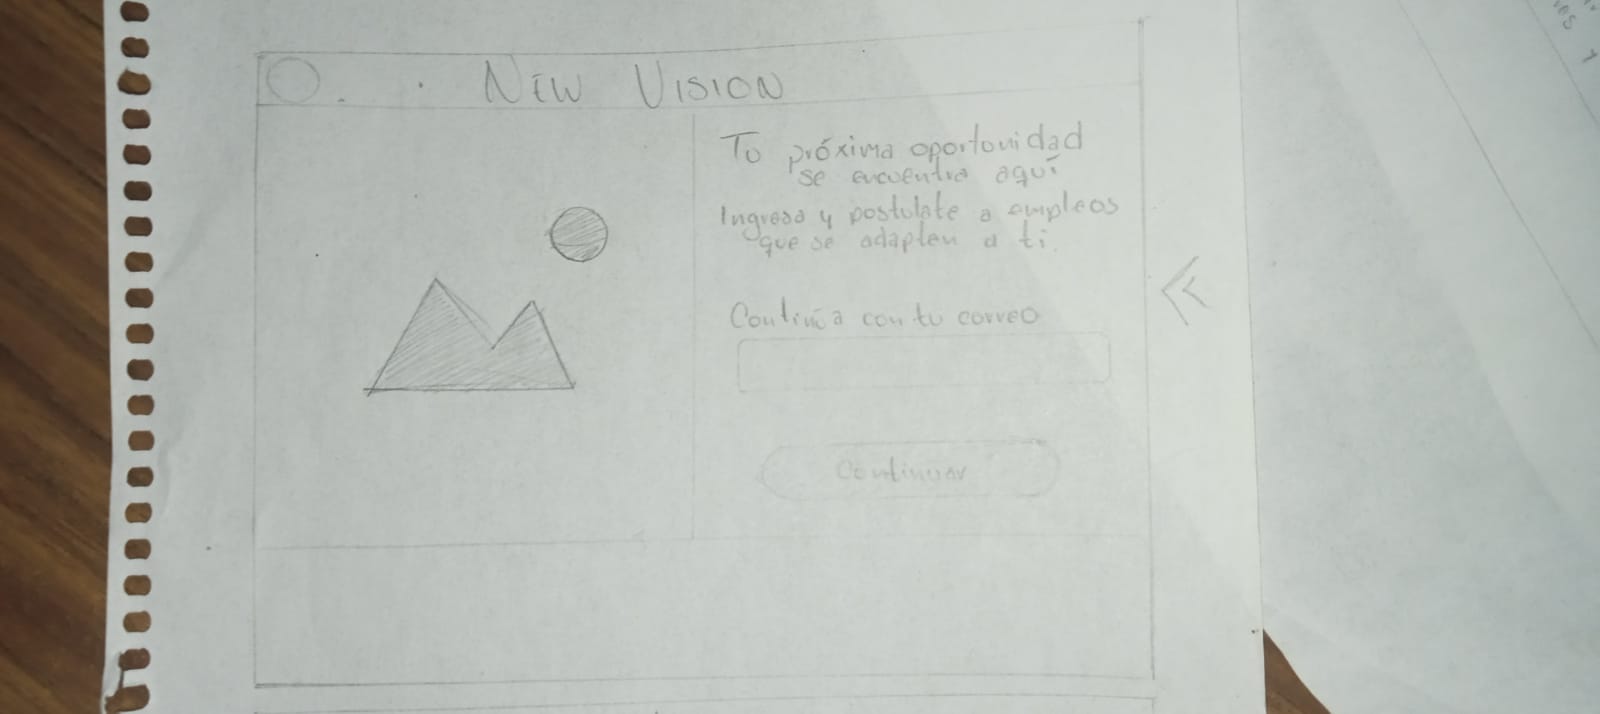 NEW VISION
Tu próxima oportunidad
se encuentra aquí
Ingresa y postulate a empleos
que se adapten a ti.
Continúa con tu correo
Continuar